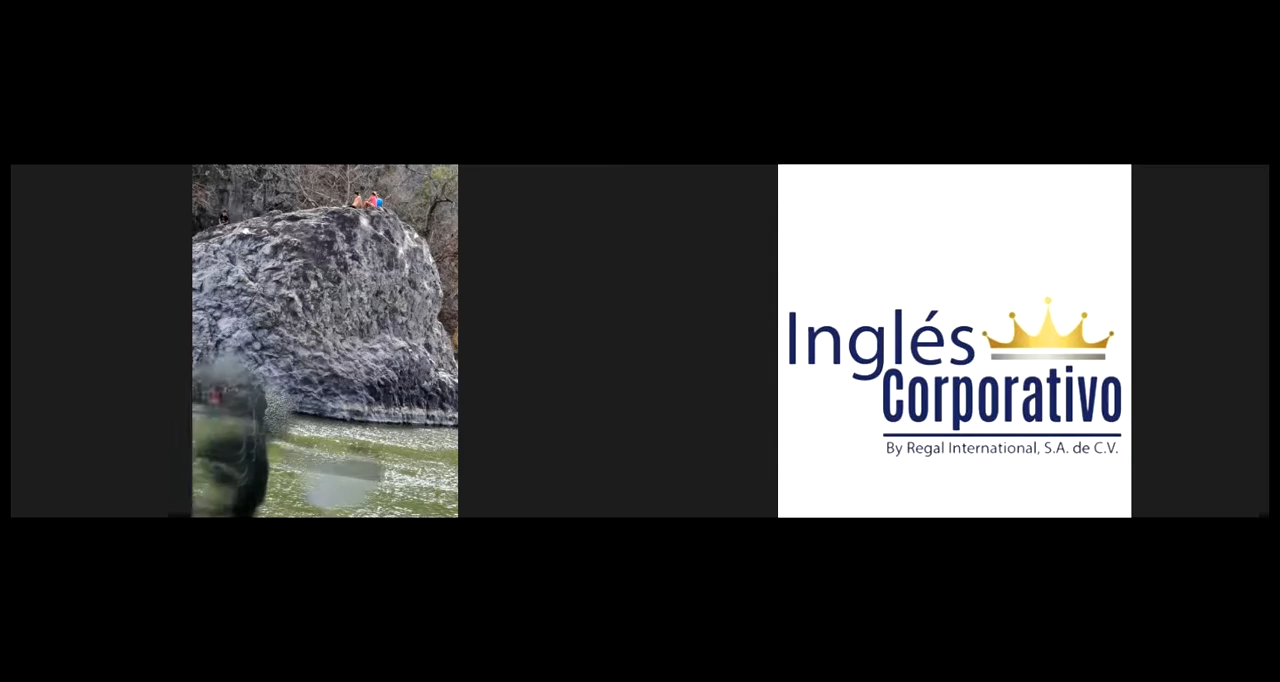 Inglés
Corporativo
By Regal International, S.A. de C.V.